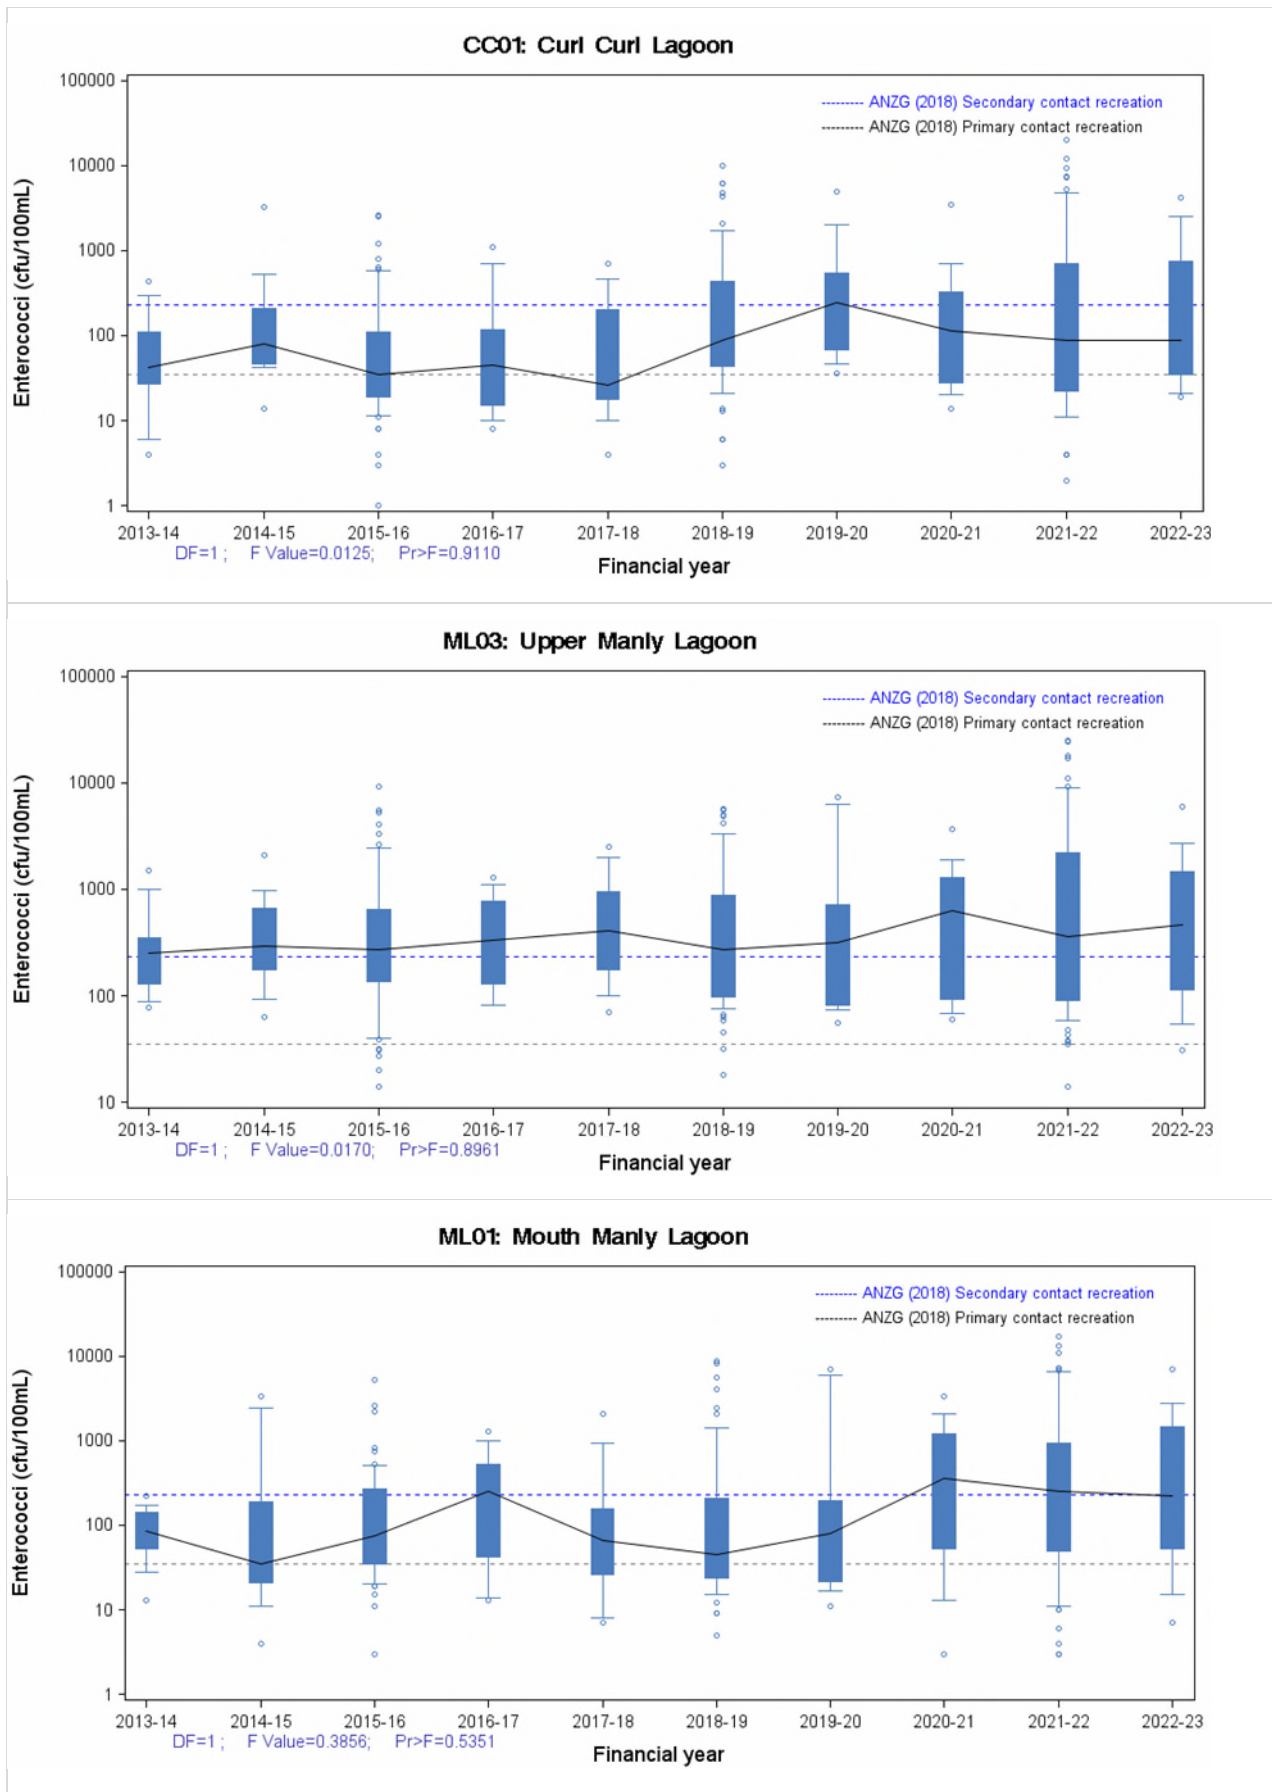 CC01: Curl Curl Lagoon
100000
10000
1000
100
10
1
Enterococci (cfu/100mL)
--------- ANZG (2018) Secondary contact recreation
--------- ANZG (2018) Primary contact recreation
2013-14 2014-15 2015-16 2016-17 2017-18 2018-19 2019-20 2020-21 2021-22 2022-23
DF=1 ; F Value=0.0125; Pr>F=0.9110
Financial year
ML03: Upper Manly Lagoon
100000
10000
1000
100
10
Enterococci (cfu/100mL)
--------- ANZG (2018) Secondary contact recreation
--------- ANZG (2018) Primary contact recreation
2013-14 2014-15 2015-16 2016-17 2017-18 2018-19 2019-20 2020-21 2021-22 2022-23
DF=1 ; F Value=0.0170; Pr>F=0.8961
Financial year
ML01: Mouth Manly Lagoon
100000
10000
1000
100
10
1
Enterococci (cfu/100mL)
--------- ANZG (2018) Secondary contact recreation
--------- ANZG (2018) Primary contact recreation
2013-14 2014-15 2015-16 2016-17 2017-18 2018-19 2019-20 2020-21 2021-22 2022-23
DF=1 ; F Value=0.3856; Pr>F=0.5351
Financial year